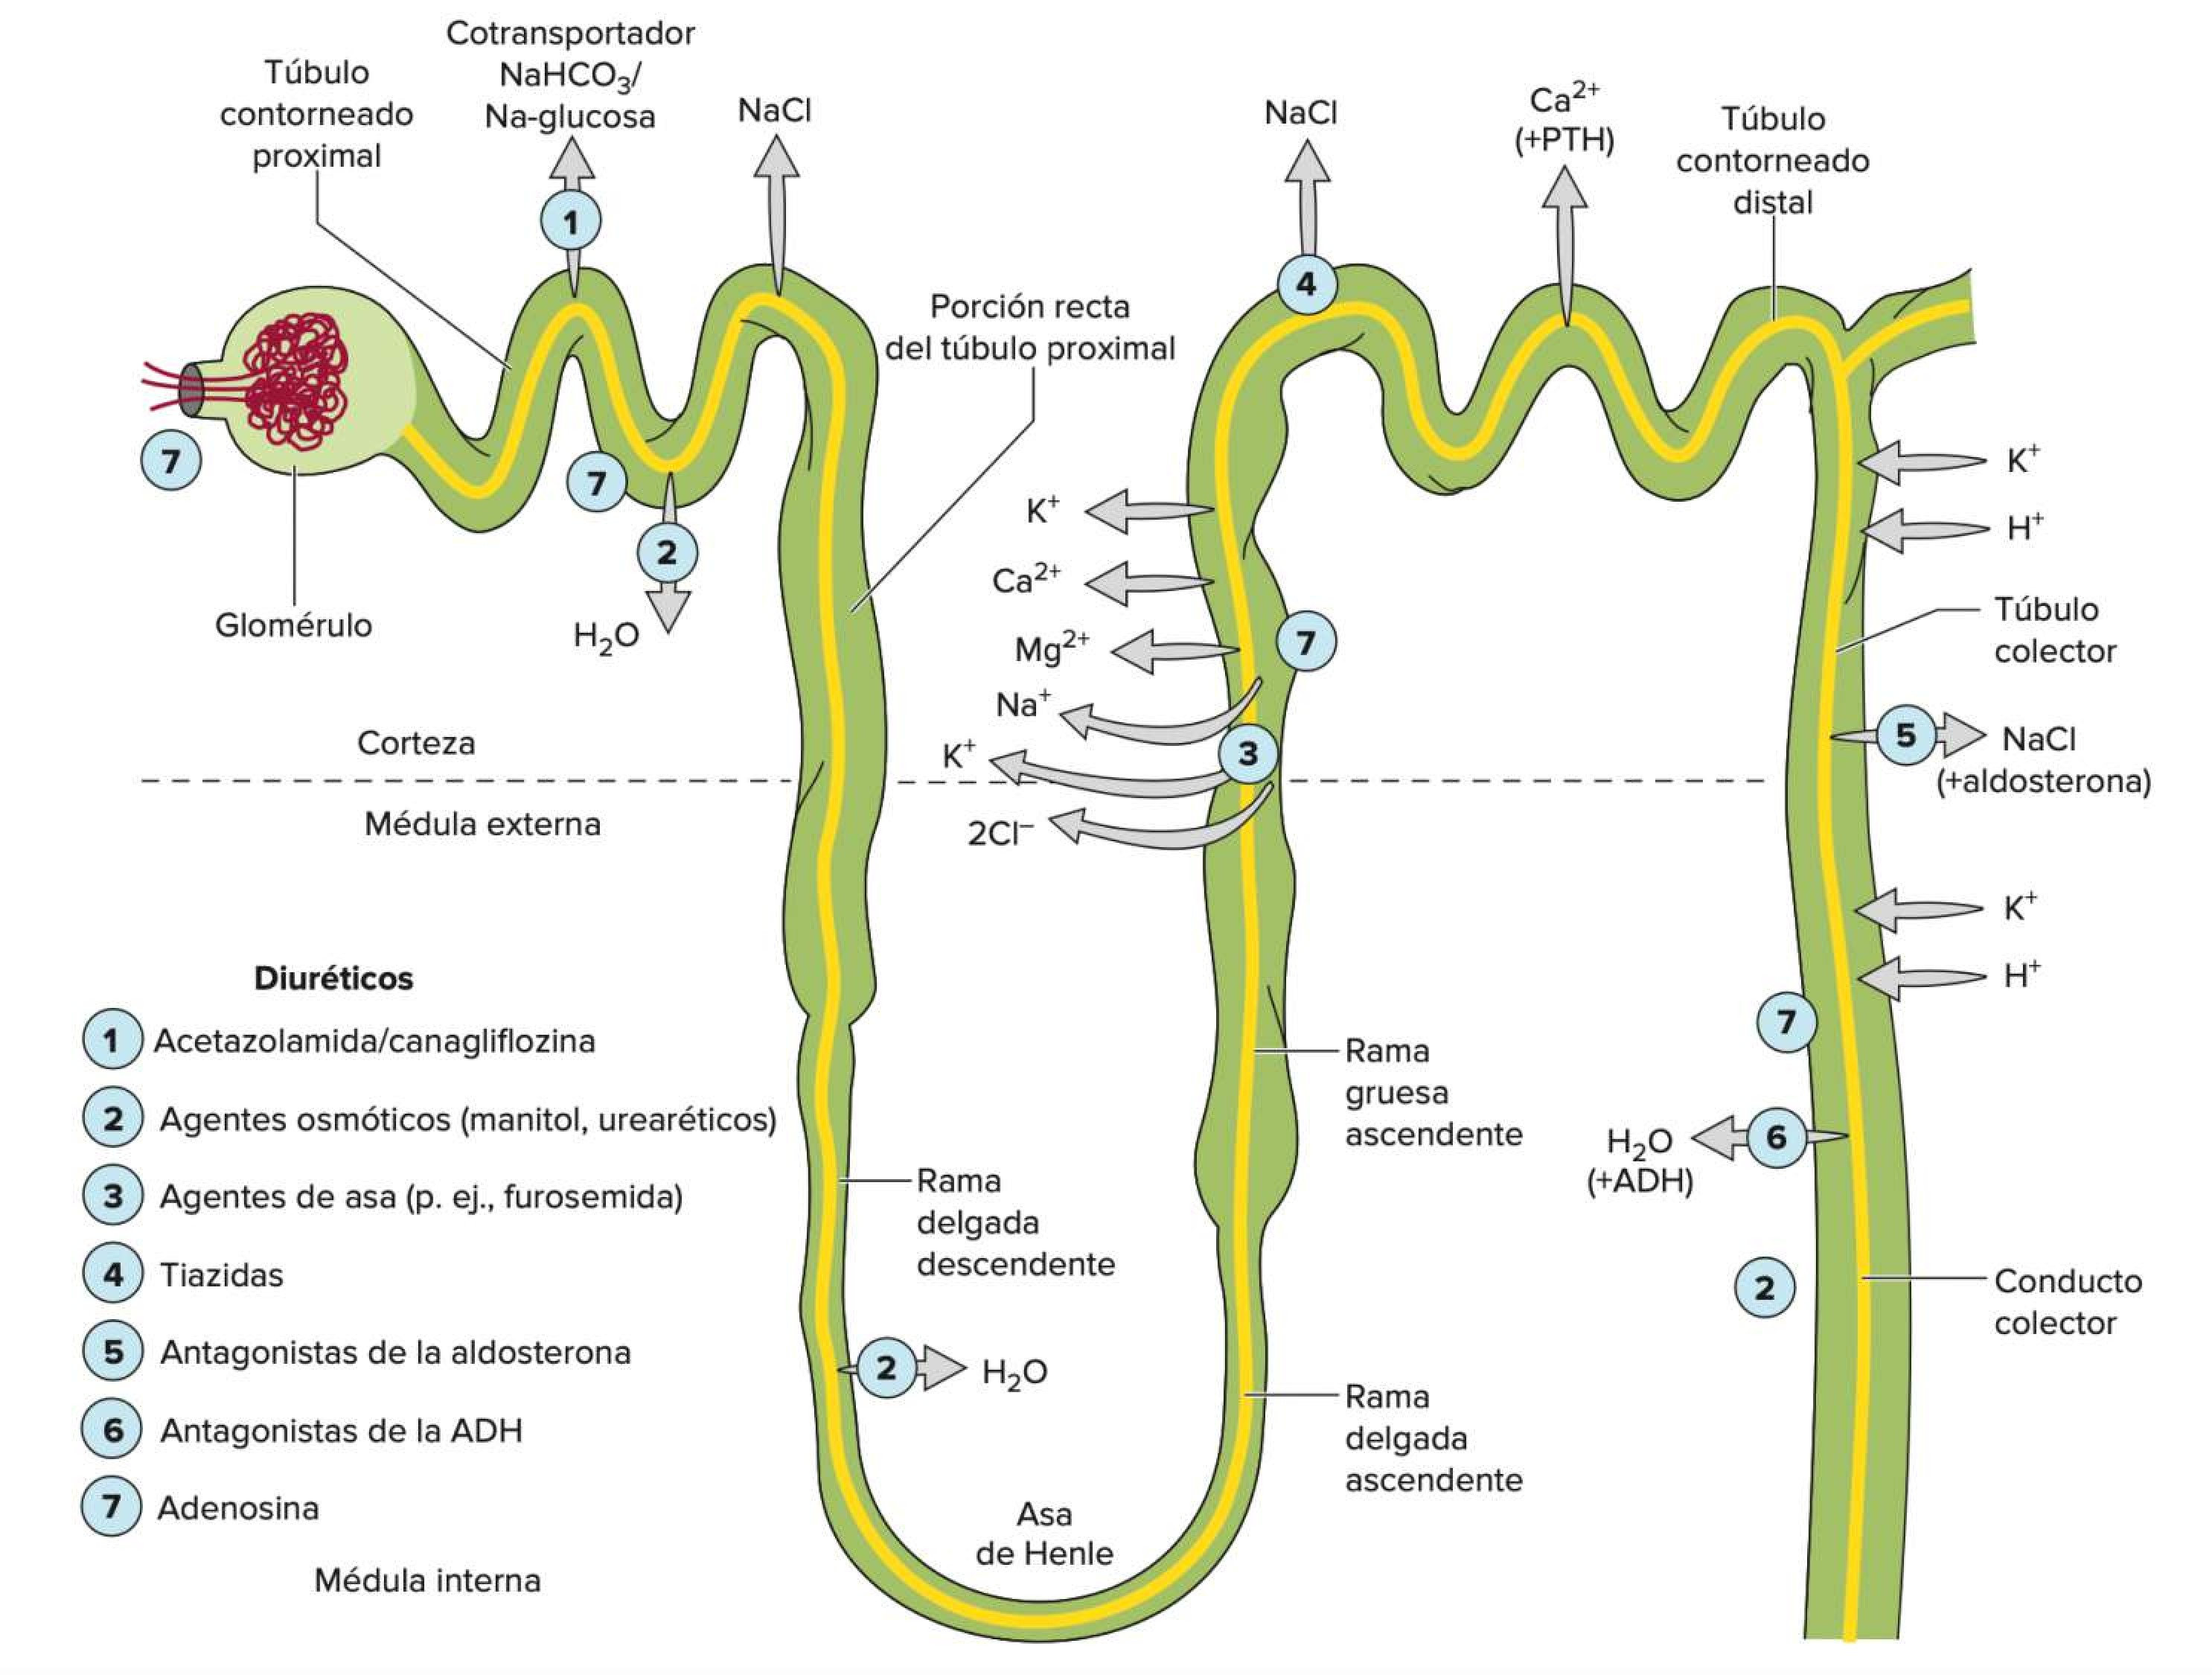 Cotransportador
NaHCO₃/
Na-glucosa
Túbulo
contorneado
proximal
NaCl
1
7
7
2
H₂O
Glomérulo
Porción recta
del túbulo proximal
NaCl
4
Ca²⁺
(+PTH)
Túbulo
contorneado
distal
K⁺
Ca²⁺
Mg²⁺
Na⁺
K⁺
2Cl⁻
7
3
K⁺
H⁺
Túbulo
colector
5
NaCl
(+aldosterona)
K⁺
H⁺
7
6
H₂O
(+ADH)
2
Conducto
colector
Corteza
Médula externa
Rama
gruesa
ascendente
Rama
delgada
descendente
2
H₂O
Rama
delgada
ascendente
Asa
de Henle
Diuréticos
1 Acetazolamida/canagliflozina
2 Agentes osmóticos (manitol, urearéticos)
3 Agentes de asa (p. ej., furosemida)
4 Tiazidas
5 Antagonistas de la aldosterona
6 Antagonistas de la ADH
7 Adenosina
Médula interna